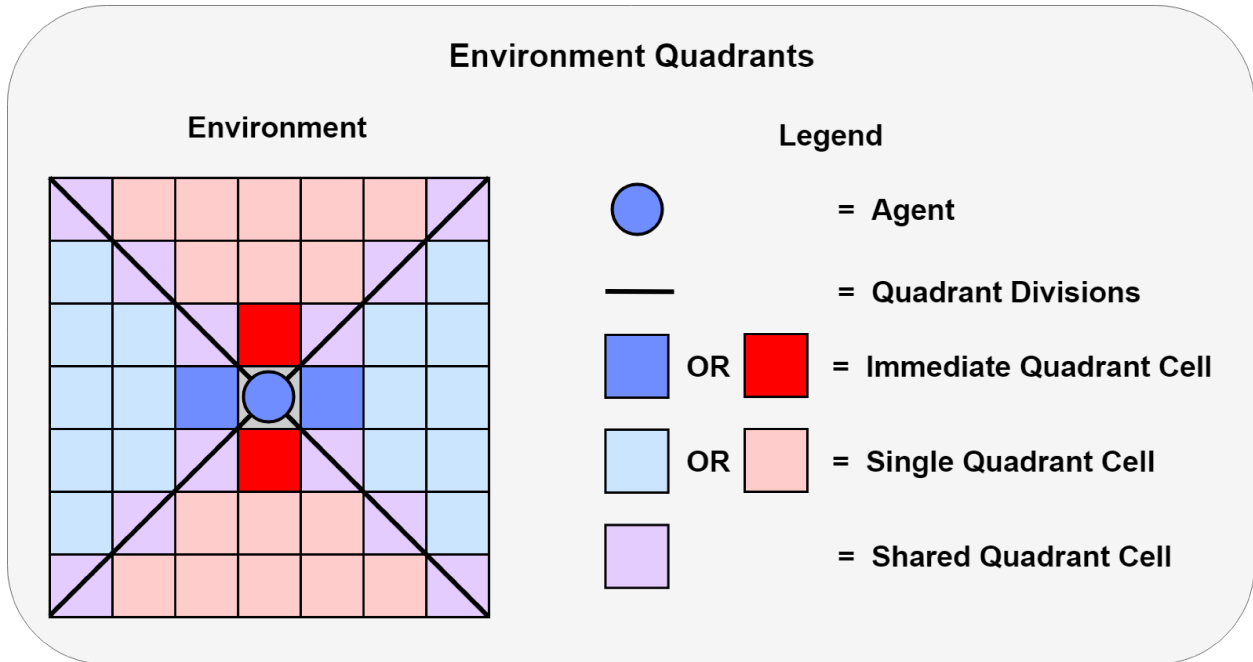 Environment Quadrants
Environment
Legend
= Agent
= Quadrant Divisions
OR = Immediate Quadrant Cell
OR = Single Quadrant Cell
= Shared Quadrant Cell